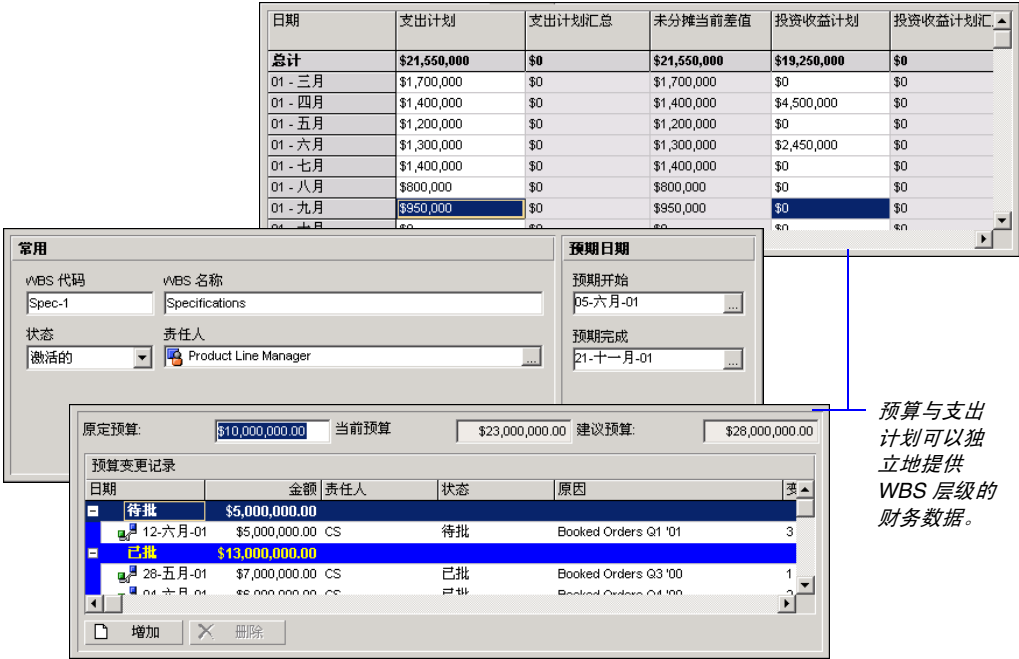 日期 支出计划 支出计划汇总 未分摊当前差值 投资收益计划 投资收益计划汇
总计 $21,550,000 $0 $21,550,000 $19,250,000 $0
01 - 三月 $1,700,000 $0 $1,700,000 $0 $0
01 - 四月 $1,400,000 $0 $1,400,000 $4,500,000 $0
01 - 五月 $1,200,000 $0 $1,200,000 $0 $0
01 - 六月 $1,300,000 $0 $1,300,000 $2,450,000 $0
01 - 七月 $1,400,000 $0 $1,400,000 $0 $0
01 - 八月 $800,000 $0 $800,000 $0 $0
01 - 九月 $950,000 $0 $950,000 $0 $0
常用 预期日期
WBS 代码 WBS 名称 预期开始
Spec-1 Specifications 05-六月-01 ...
状态 责任人 预期完成
激活的 Product Line Manager ... 21-十一月-01 ...
原定预算: $10,000,000.00 当前预算 $23,000,000.00 建议预算: $28,000,000.00
预算变更记录
日期 金额 责任人 状态 原因 变
待批 $5,000,000.00
12-六月-01 $5,000,000.00 CS 待批 Booked Orders Q1 '01 3
已批 $13,000,000.00
28-五月-01 $7,000,000.00 CS 已批 Booked Orders Q3 '00 1
增加 删除
预算与支出
计划可以独
立地提供
WBS 层级的
财务数据。